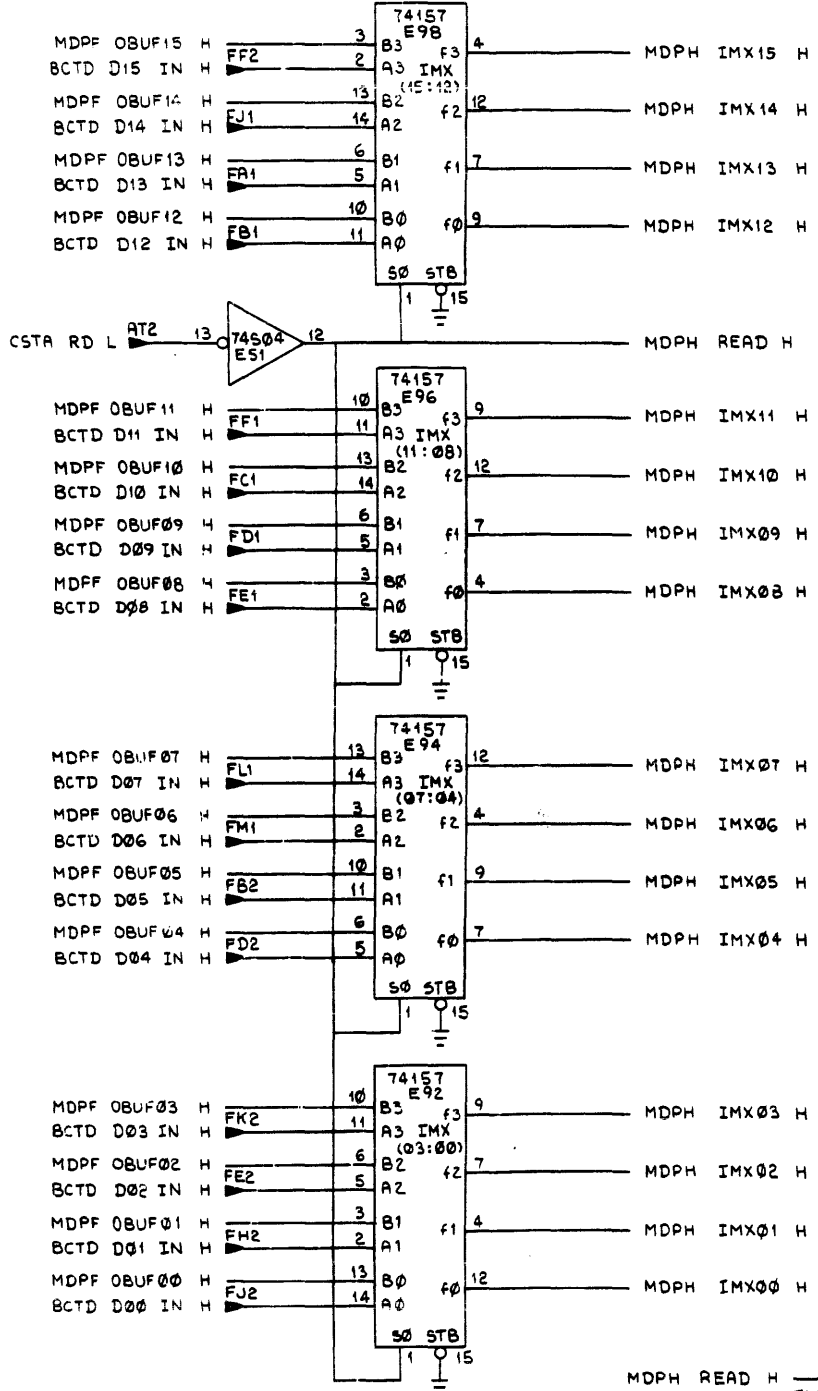 74157
E98
MDPF OBUF15 H 3 B3 f3 4 MDPH IMX15 H
BCTD D15 IN H FF2 2 A3 IMX
(15:12)
MDPF OBUF14 H 13 B2 f2 12 MDPH IMX14 H
BCTD D14 IN H FJ1 14 A2
MDPF OBUF13 H 6 B1 f1 7 MDPH IMX13 H
BCTD D13 IN H FA1 5 A1
MDPF OBUF12 H 10 BØ fØ 9 MDPH IMX12 H
BCTD D12 IN H FB1 11 AØ
SØ STB
1 15
CSTA RD L AT2 13 74S04 12 MDPH READ H
E51
74157
E96
MDPF OBUF11 H 10 B3 f3 9 MDPH IMX11 H
BCTD D11 IN H FF1 11 A3 IMX
(11:08)
MDPF OBUF1Ø H 13 B2 f2 12 MDPH IMX1Ø H
BCTD D1Ø IN H FC1 14 A2
MDPF OBUFØ9 H 6 B1 f1 7 MDPH IMXØ9 H
BCTD DØ9 IN H FD1 5 A1
MDPF OBUFØ8 H 3 BØ fØ 4 MDPH IMXØ8 H
BCTD DØ8 IN H FE1 2 AØ
SØ STB
1 15
74157
E94
MDPF OBUFØ7 H 13 B3 f3 12 MDPH IMXØ7 H
BCTD DØ7 IN H FL1 14 A3 IMX
(Ø7:Ø4)
MDPF OBUFØ6 H 3 B2 f2 4 MDPH IMXØ6 H
BCTD DØ6 IN H FM1 2 A2
MDPF OBUFØ5 H 10 B1 f1 9 MDPH IMXØ5 H
BCTD DØ5 IN H FB2 11 A1
MDPF OBUFØ4 H 6 BØ fØ 7 MDPH IMXØ4 H
BCTD DØ4 IN H FD2 5 AØ
SØ STB
1 15
74157
E92
MDPF OBUFØ3 H 10 B3 f3 9 MDPH IMXØ3 H
BCTD DØ3 IN H FK2 11 A3 IMX
(Ø3:ØØ)
MDPF OBUFØ2 H 6 B2 f2 7 MDPH IMXØ2 H
BCTD DØ2 IN H FE2 5 A2
MDPF OBUFØ1 H 3 B1 f1 4 MDPH IMXØ1 H
BCTD DØ1 IN H FH2 2 A1
MDPF OBUFØØ H 13 BØ fØ 12 MDPH IMXØØ H
BCTD DØØ IN H FJ2 14 AØ
SØ STB
1 15
MDPH READ H